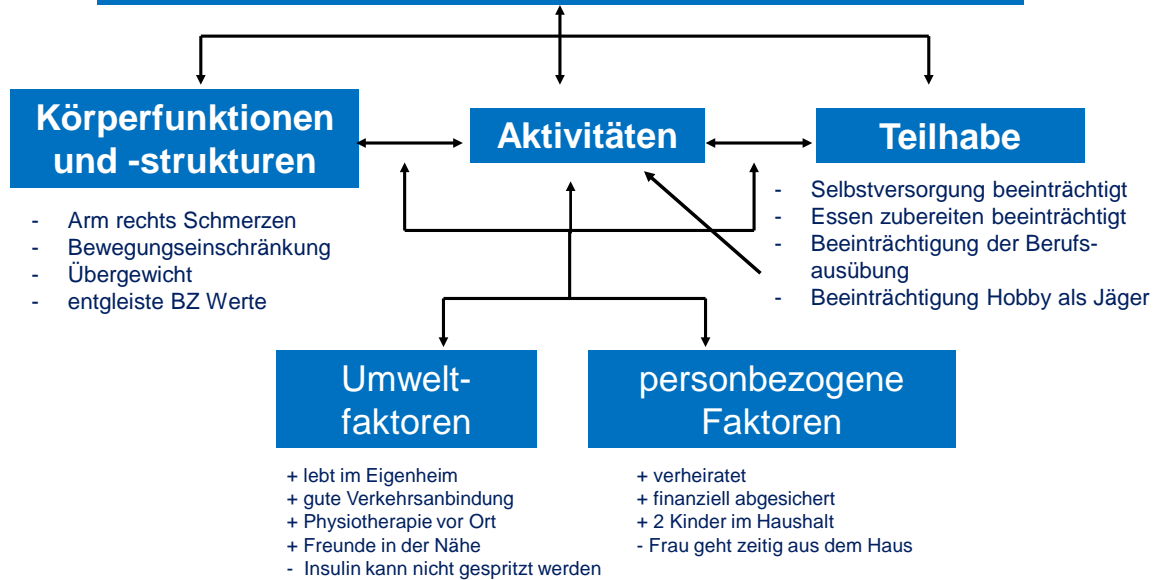 Körperfunktionen
und -strukturen
Aktivitäten
Teilhabe
- Arm rechts Schmerzen
- Bewegungseinschränkung
- Übergewicht
- entgleiste BZ Werte
- Selbstversorgung beeinträchtigt
- Essen zubereiten beeinträchtigt
- Beeinträchtigung der Berufs-
ausübung
- Beeinträchtigung Hobby als Jäger
Umwelt-
faktoren
personbezogene
Faktoren
+ lebt im Eigenheim
+ gute Verkehrsanbindung
+ Physiotherapie vor Ort
+ Freunde in der Nähe
- Insulin kann nicht gespritzt werden
+ verheiratet
+ finanziell abgesichert
+ 2 Kinder im Haushalt
- Frau geht zeitig aus dem Haus